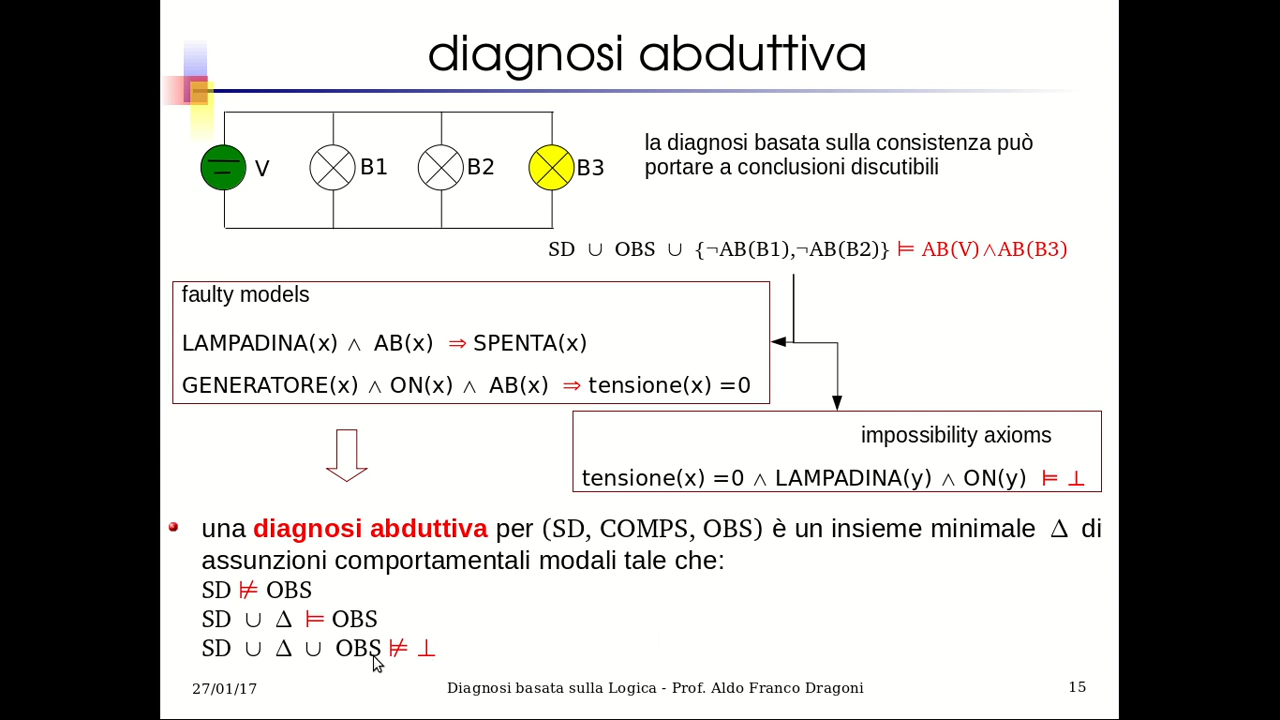 diagnosi abduttiva
V
B1
B2
B3
la diagnosi basata sulla consistenza può
portare a conclusioni discutibili
SD ∪ OBS ∪ {¬AB(B1),¬AB(B2)} ⊨ AB(V)∧AB(B3)
faulty models
LAMPADINA(x) ∧ AB(x) ⇒ SPENTA(x)
GENERATORE(x) ∧ ON(x) ∧ AB(x) ⇒ tensione(x) =0
impossibility axioms
tensione(x) =0 ∧ LAMPADINA(y) ∧ ON(y) ⊨ ⊥
una diagnosi abduttiva per (SD, COMPS, OBS) è un insieme minimale Δ di
assunzioni comportamentali modali tale che:
SD ⊭ OBS
SD ∪ Δ ⊨ OBS
SD ∪ Δ ∪ OBS ⊭ ⊥
27/01/17
Diagnosi basata sulla Logica - Prof. Aldo Franco Dragoni
15